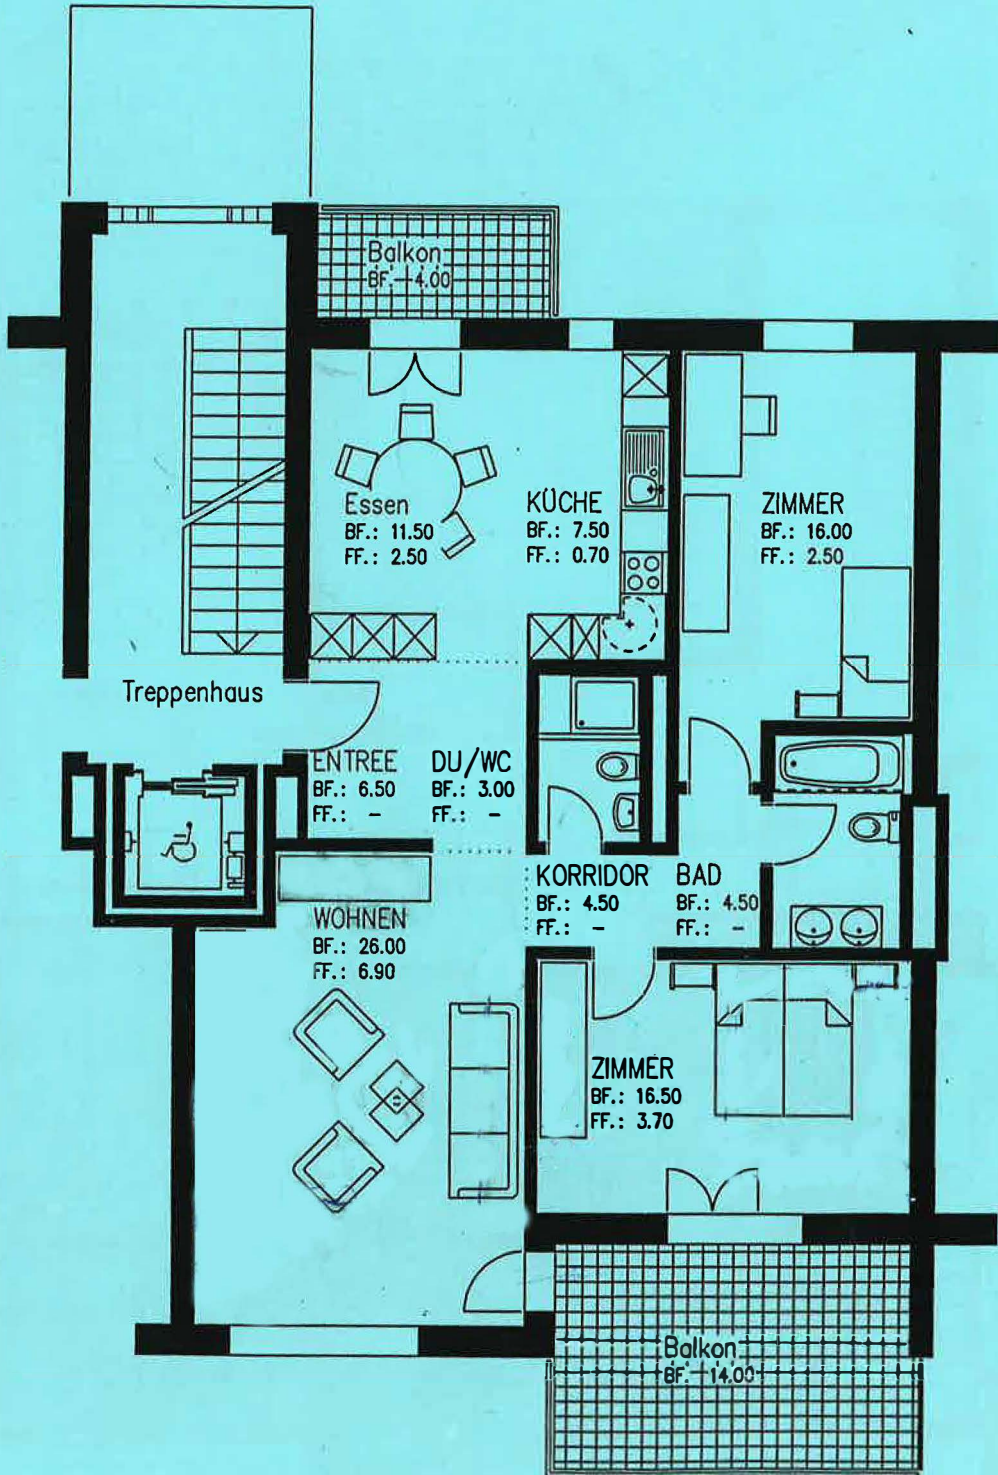 Balkon
BF. 4.00
Essen
BF.: 11.50
FF.: 2.50
KÜCHE
BF.: 7.50
FF.: 0.70
ZIMMER
BF.: 16.00
FF.: 2.50
Treppenhaus
ENTREE
BF.: 6.50
FF.: -
DU/WC
BF.: 3.00
FF.: -
KORRIDOR
BF.: 4.50
FF.: -
BAD
BF.: 4.50
FF.: -
WOHNEN
BF.: 26.00
FF.: 6.90
ZIMMER
BF.: 16.50
FF.: 3.70
Balkon
BF. 14.00